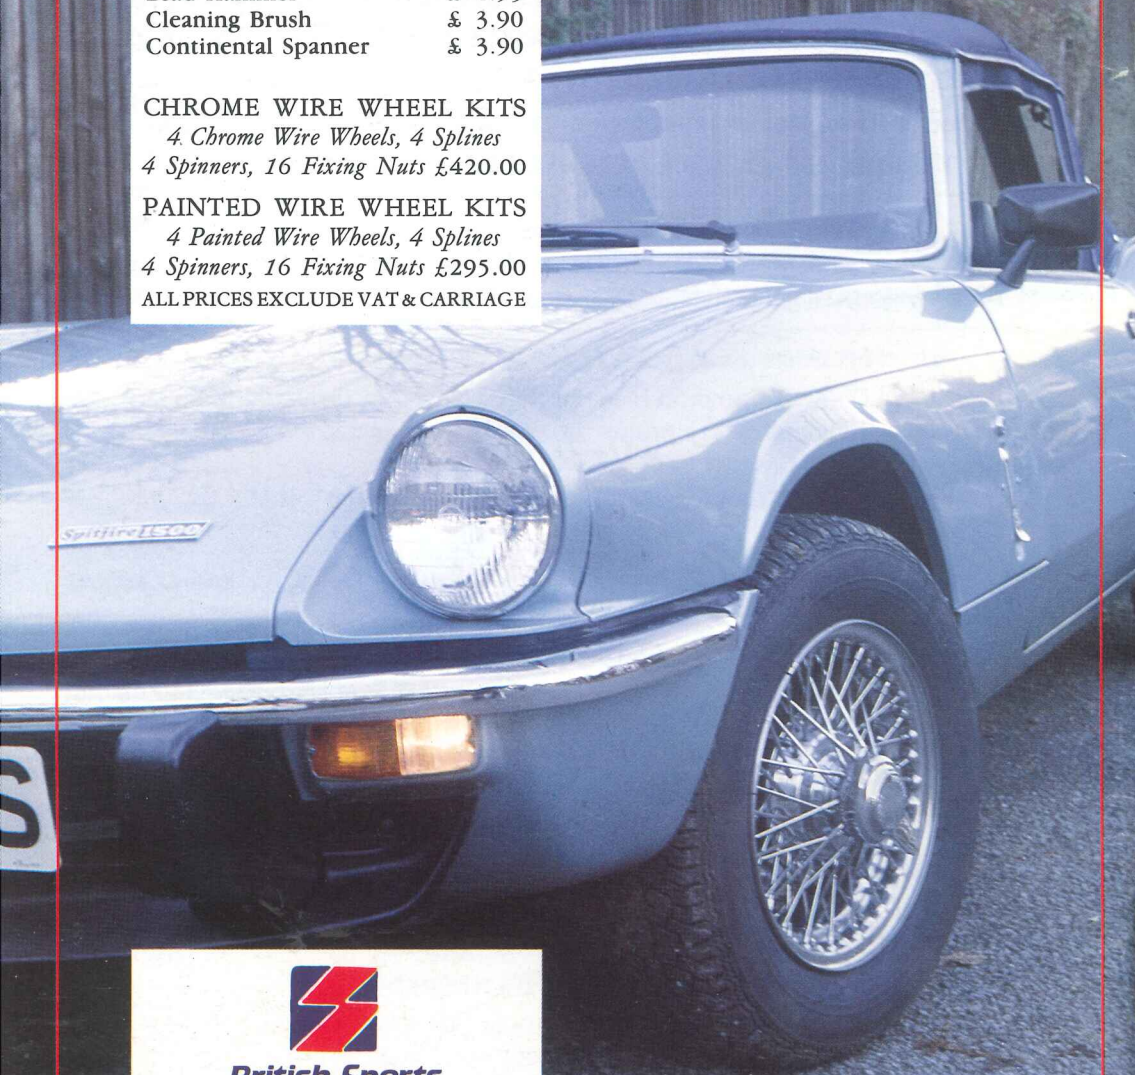 Cleaning Brush £ 3.90
Continental Spanner £ 3.90
CHROME WIRE WHEEL KITS
4 Chrome Wire Wheels, 4 Splines
4 Spinners, 16 Fixing Nuts £420.00
PAINTED WIRE WHEEL KITS
4 Painted Wire Wheels, 4 Splines
4 Spinners, 16 Fixing Nuts £295.00
ALL PRICES EXCLUDE VAT & CARRIAGE
Spitfire 1500
S
British Sports